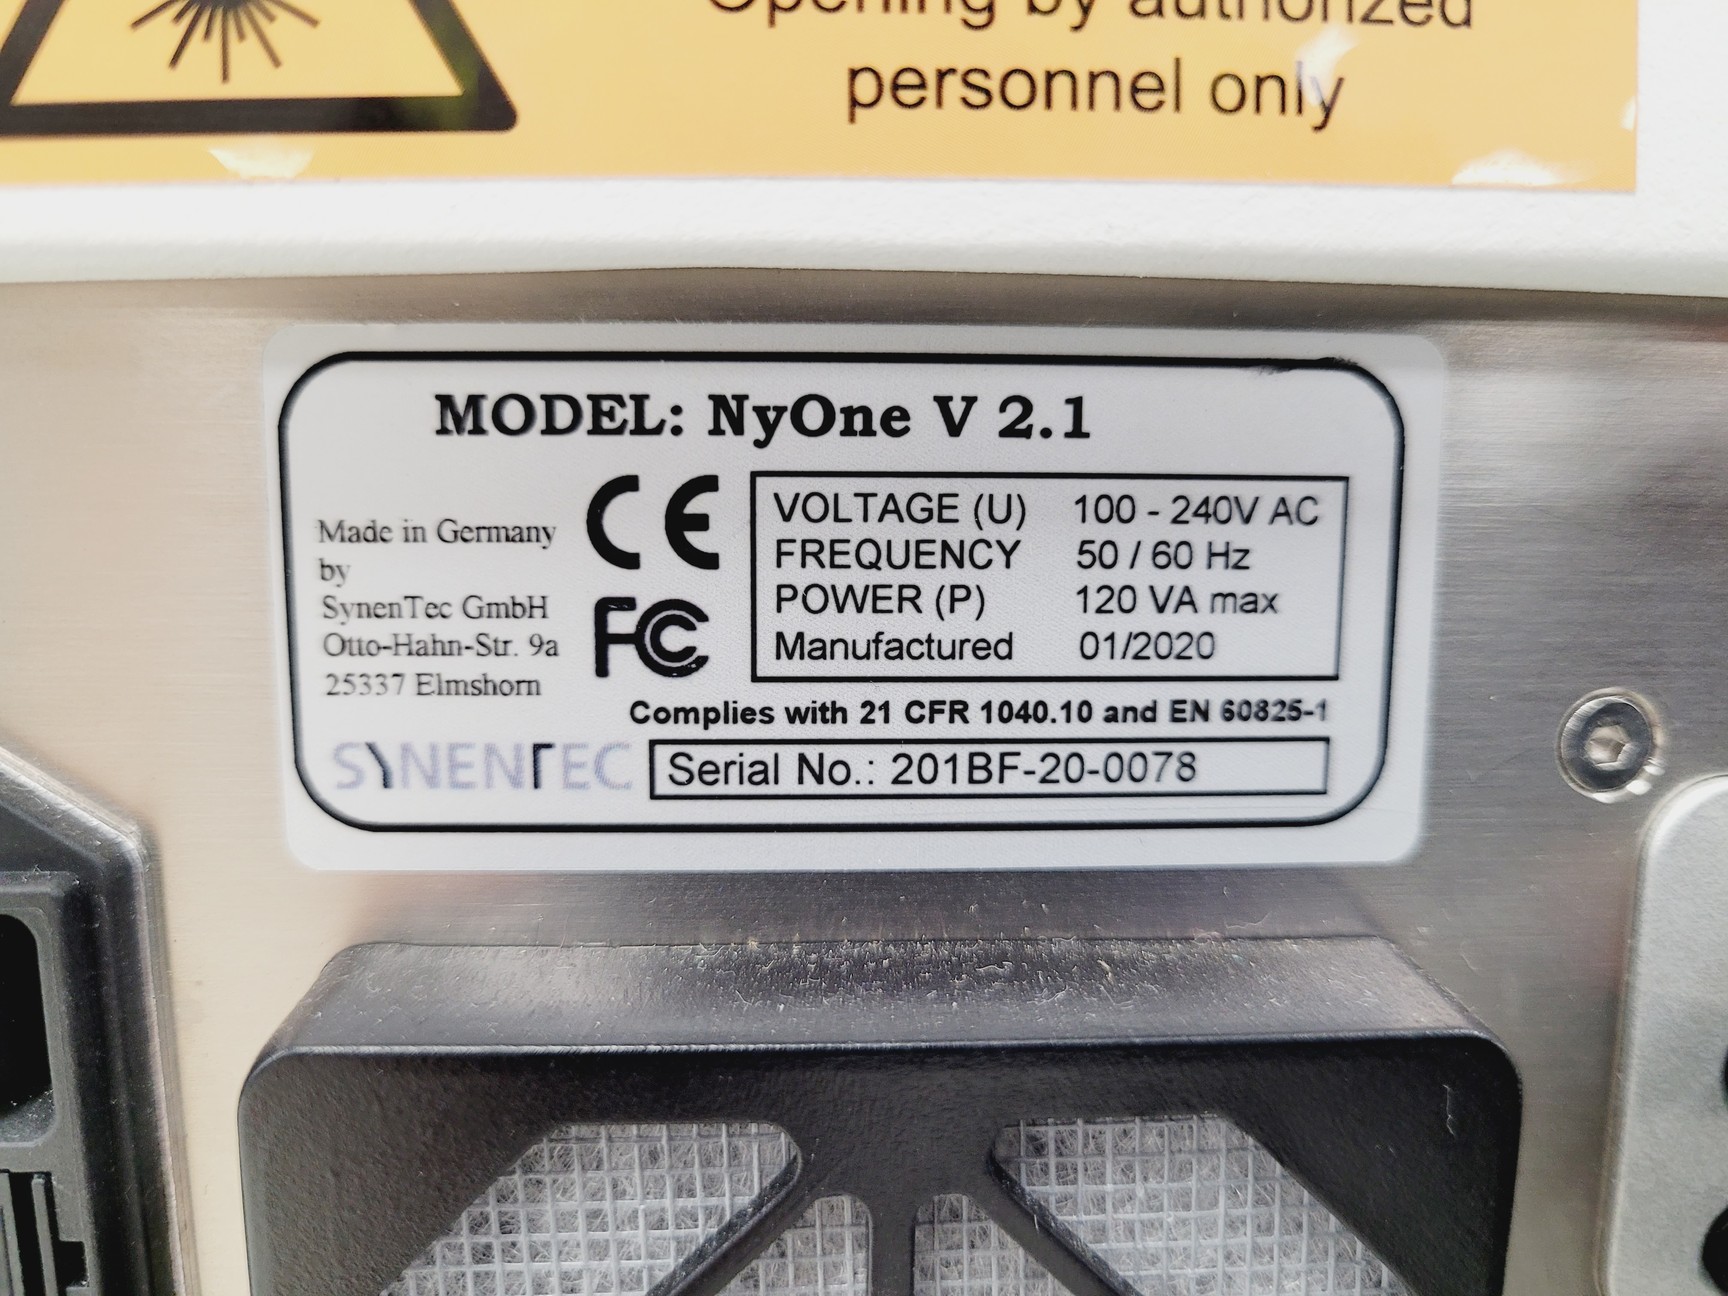 Opening by authorized
personnel only
MODEL: NyOne V 2.1
Made in Germany
by
SynenTec GmbH
Otto-Hahn-Str. 9a
25337 Elmshorn
CE
FC
VOLTAGE (U) 100 - 240V AC
FREQUENCY 50 / 60 Hz
POWER (P) 120 VA max
Manufactured 01/2020
Complies with 21 CFR 1040.10 and EN 60825-1
SYNENTEC
Serial No.: 201BF-20-0078